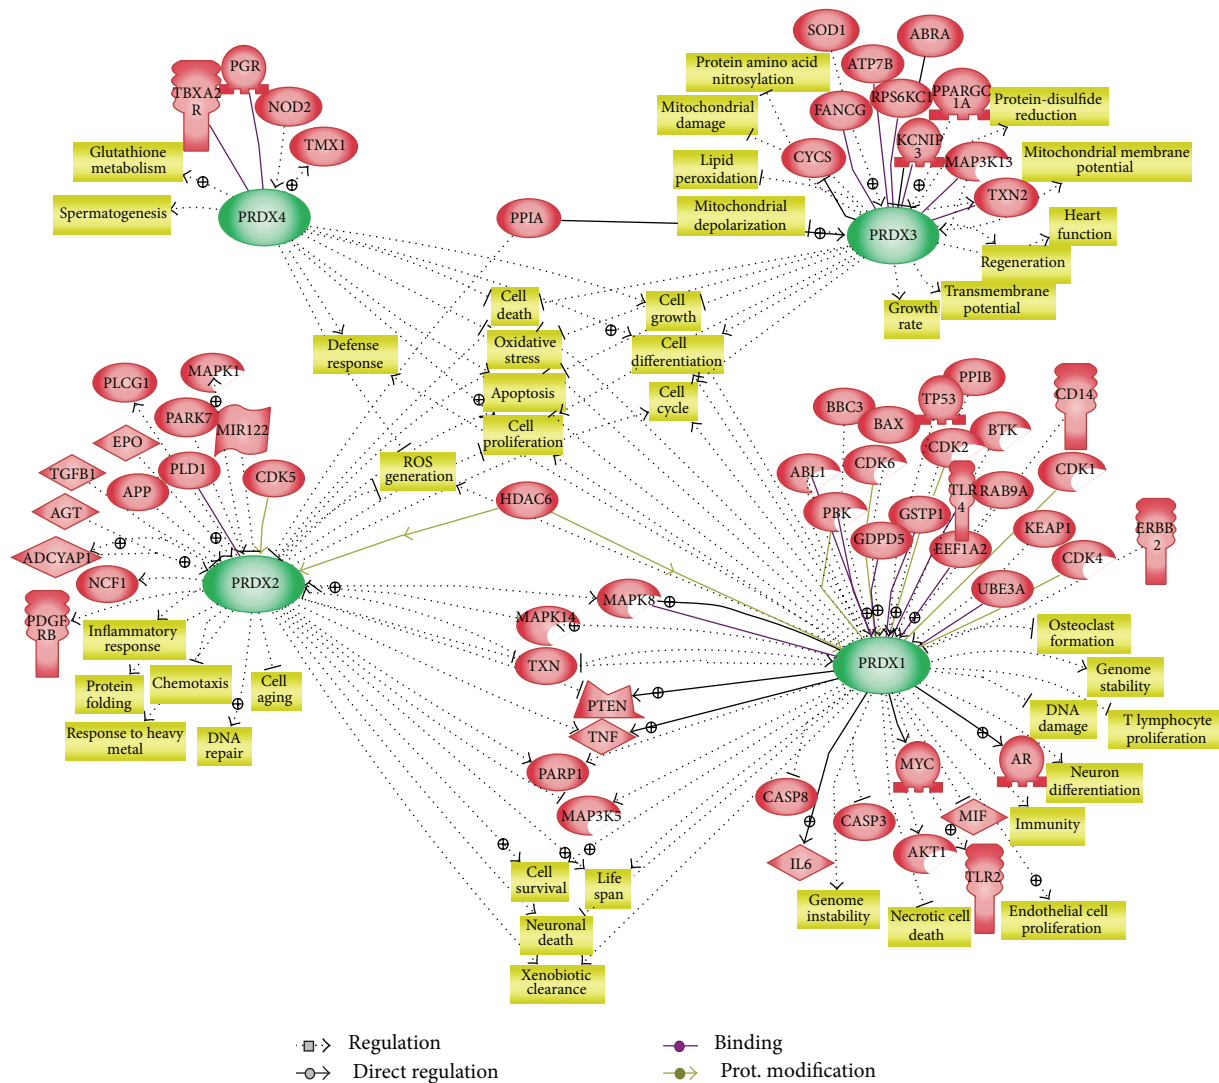 SOD1
ABRA
PGR
Protein amino acid
nitrosylation
ATP7B
TBXA2
R
NOD2
FANCG
RPS6KC1
PPARGC
1A
Protein-disulfide
reduction
Mitochondrial
damage
TMX1
KCNIP
3
Glutathione
metabolism
CYCS
MAP3K13
Mitochondrial membrane
potential
Lipid
peroxidation
TXN2
Spermatogenesis
PRDX4
PPIA
Mitochondrial
depolarization
PRDX3
Heart
function
Regeneration
Cell
death
Cell
growth
Growth
rate
Transmembrane
potential
Defense
response
Oxidative
stress
Cell
differentiation
PLCG1
MAPK1
Apoptosis
Cell
cycle
BBC3
TP53
PPIB
CD14
PARK7
MIR122
BAX
BTK
EPO
Cell
proliferation
CDK2
TGFB1
PLD1
CDK5
ROS
generation
ABL1
CDK6
CDK1
APP
TLR
4
RAB9A
AGT
HDAC6
PBK
GSTP1
KEAP1
ERBB
2
ADCYAP1
GDPD5
EEF1A2
CDK4
NCF1
PRDX2
UBE3A
PDGF
RB
MAPK8
Inflammatory
response
MAPK14
Osteoclast
formation
TXN
PRDX1
Protein
folding
Chemotaxis
Cell
aging
Genome
stability
PTEN
DNA
damage
T lymphocyte
proliferation
Response to heavy
metal
DNA
repair
TNF
PARP1
MYC
AR
Neuron
differentiation
CASP8
MAP3K5
CASP3
MIF
Immunity
IL6
AKT1
TLR2
Cell
survival
Life
span
Genome
instability
Necrotic cell
death
Endothelial cell
proliferation
Neuronal
death
Xenobiotic
clearance
Regulation
Binding
Direct regulation
Prot. modification